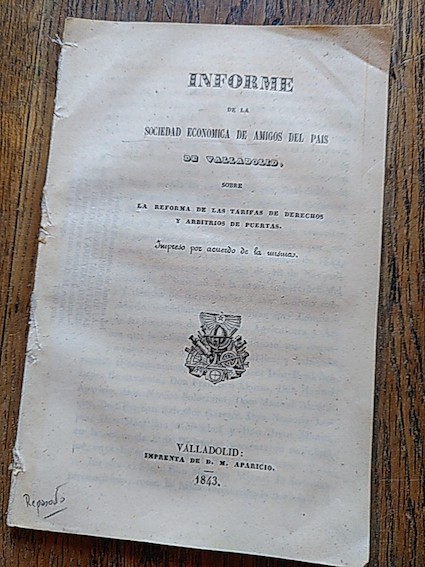 INFORME
DE LA
SOCIEDAD ECONOMICA DE AMIGOS DEL PAIS
DE VALLADOLID,
SOBRE
LA REFORMA DE LAS TARIFAS DE DERECHOS
Y ARBITRIOS DE PUERTAS.
Impreso por acuerdo de la misma.
VALLADOLID:
IMPRENTA DE D. M. APARICIO.
1843.
Repasado